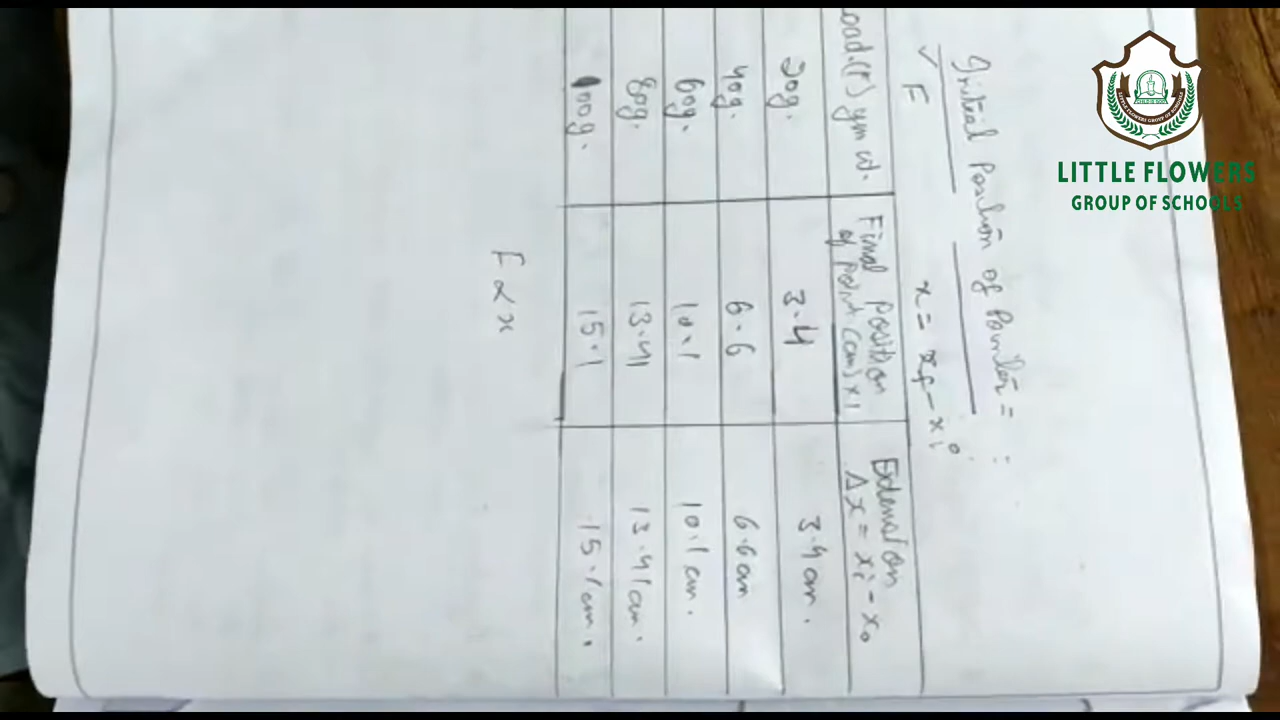 Initial Position of Pointer = :
F x = xf - xi
Load.(F) gm wt. Final Position of Point (cm) x1 Extension Δx = xi - x0
20g. 3.4 3.4 cm.
40g. 6.6 6.6 cm
60g. 10.1 10.1 cm.
80g. 13.41 13.41 cm.
100g. 15.1 15.1 cm.
F ∝ x
LITTLE FLOWERS
GROUP OF SCHOOLS